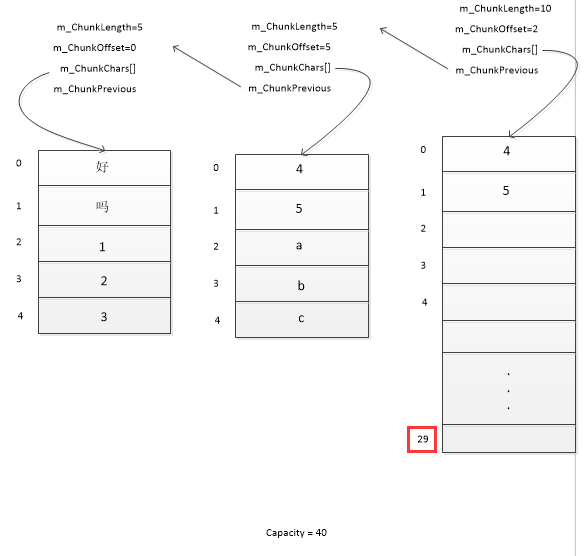 m_ChunkLength=5
m_ChunkOffset=0
m_ChunkChars[]
m_ChunkPrevious
0
好
1
吗
2
1
3
2
4
3
m_ChunkLength=5
m_ChunkOffset=5
m_ChunkChars[]
m_ChunkPrevious
0
4
1
5
2
a
3
b
4
c
m_ChunkLength=10
m_ChunkOffset=2
m_ChunkChars[]
m_ChunkPrevious
0
4
1
5
2
3
4
.
.
.
29
Capacity = 40